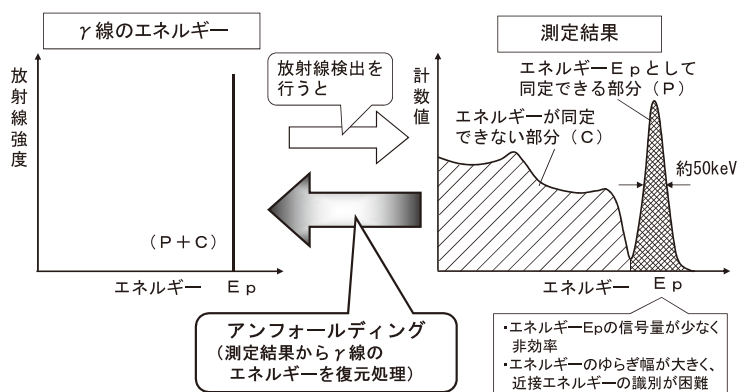 γ線のエネルギー
放射線強度
(P+C)
エネルギー Ep
放射線検出を
行うと
アンフォールディング
(測定結果からγ線の
エネルギーを復元処理)
測定結果
計数値
エネルギーEpとして
同定できる部分(P)
エネルギーが同定
できない部分(C)
約50keV
エネルギー Ep
・エネルギーEpの信号量が少なく
非効率
・エネルギーのゆらぎ幅が大きく、
近接エネルギーの識別が困難